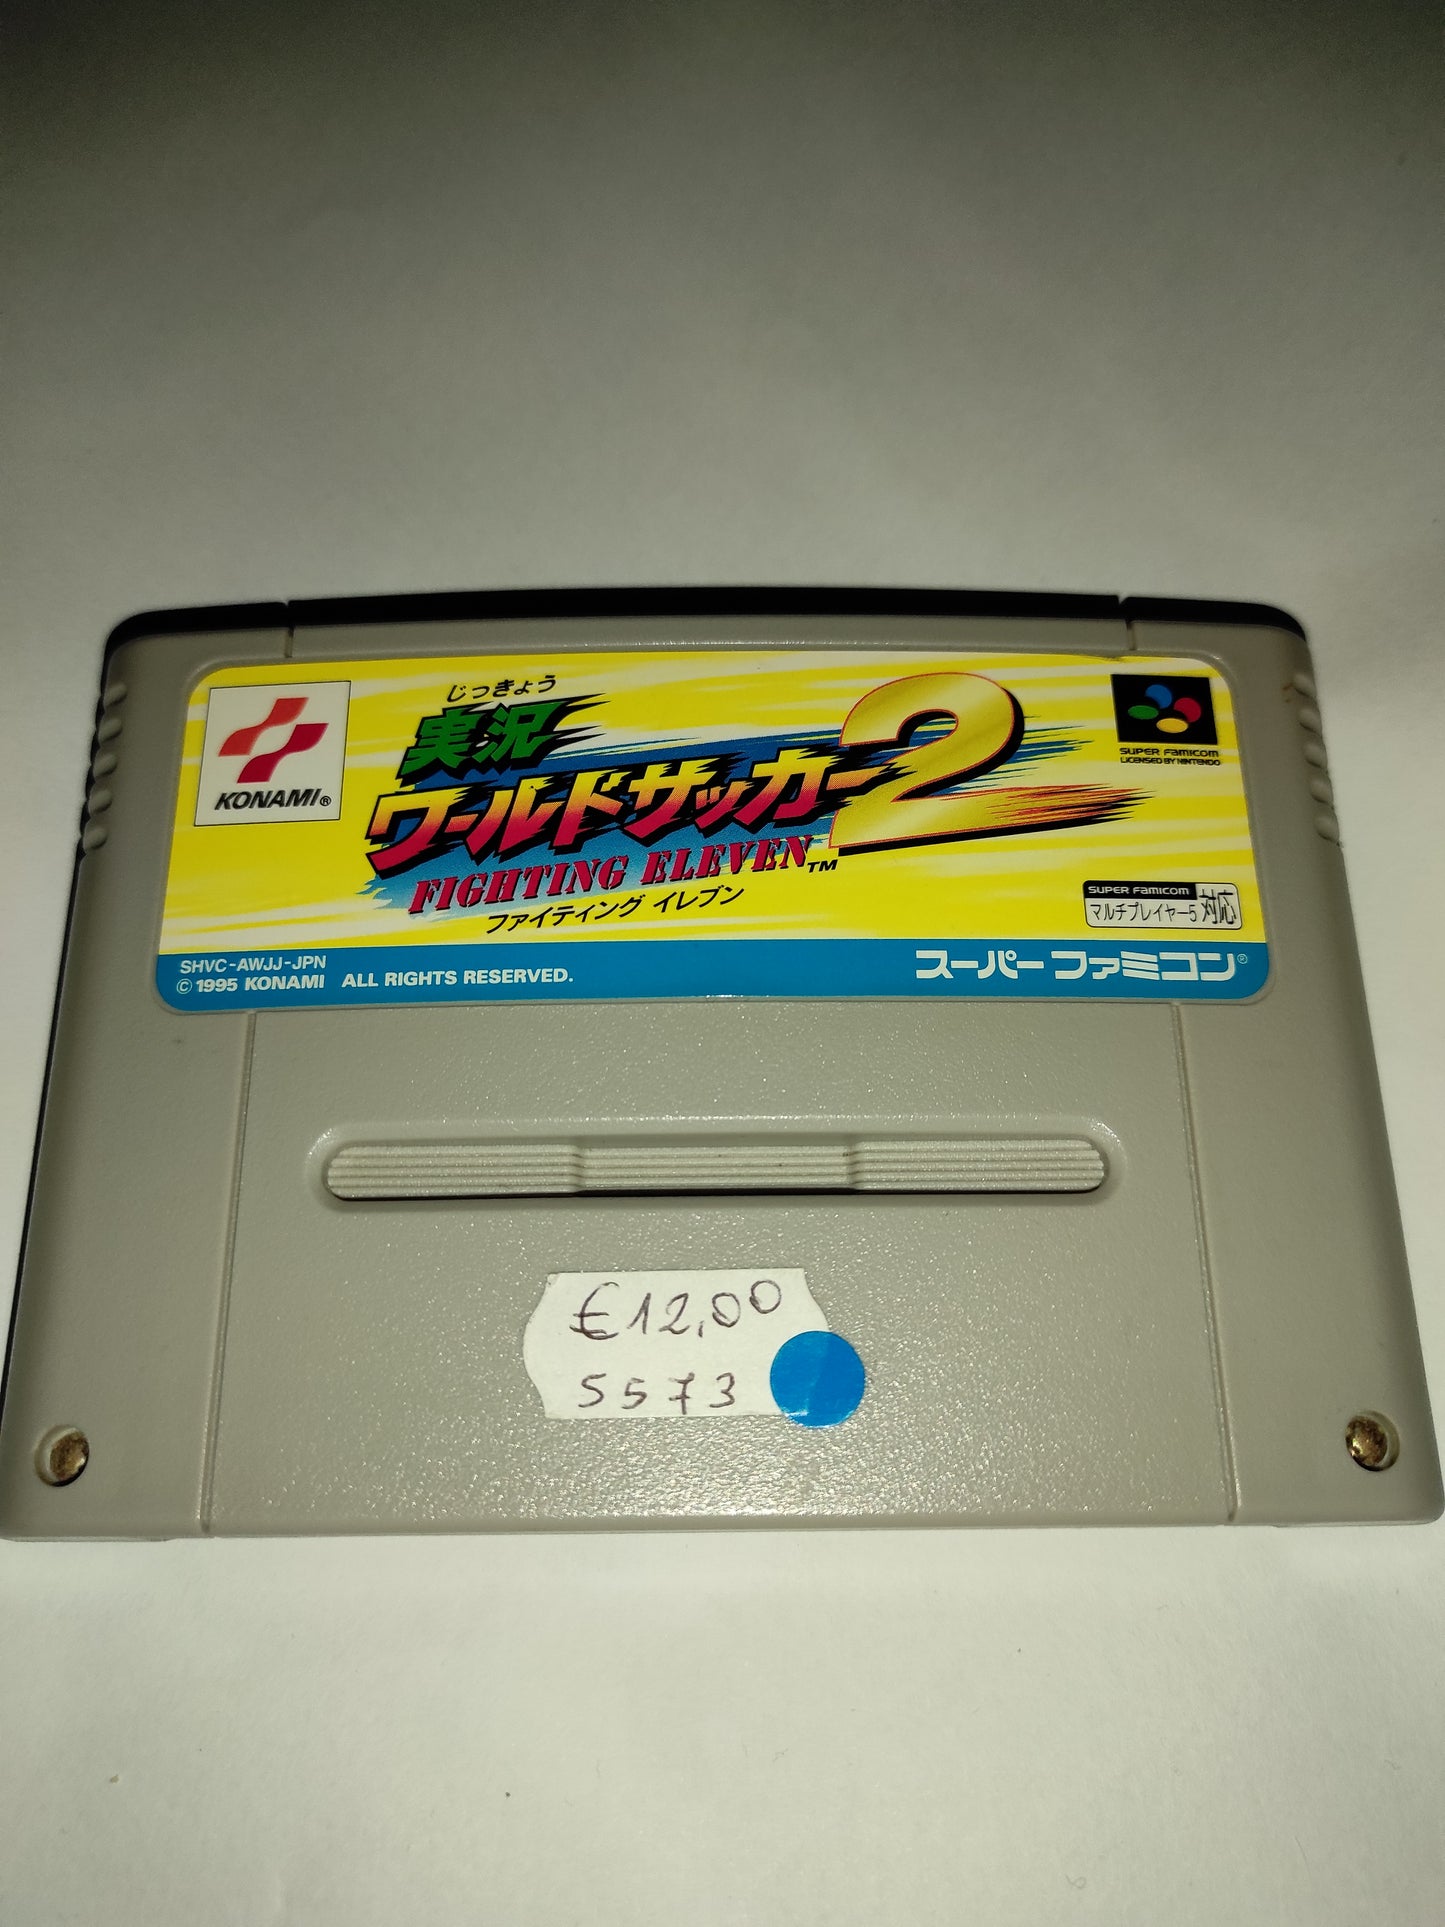 KONAMI®
じっきょう
実況
ワールドサッカー2
FIGHTING ELEVEN™
ファイティング イレブン
SUPER FAMICOM
LICENSED BY NINTENDO
SUPER FAMICOM
マルチプレイヤー5 対応
SHVC-AWJJ-JPN
© 1995 KONAMI ALL RIGHTS RESERVED.
スーパーファミコン®
€12,00
5573